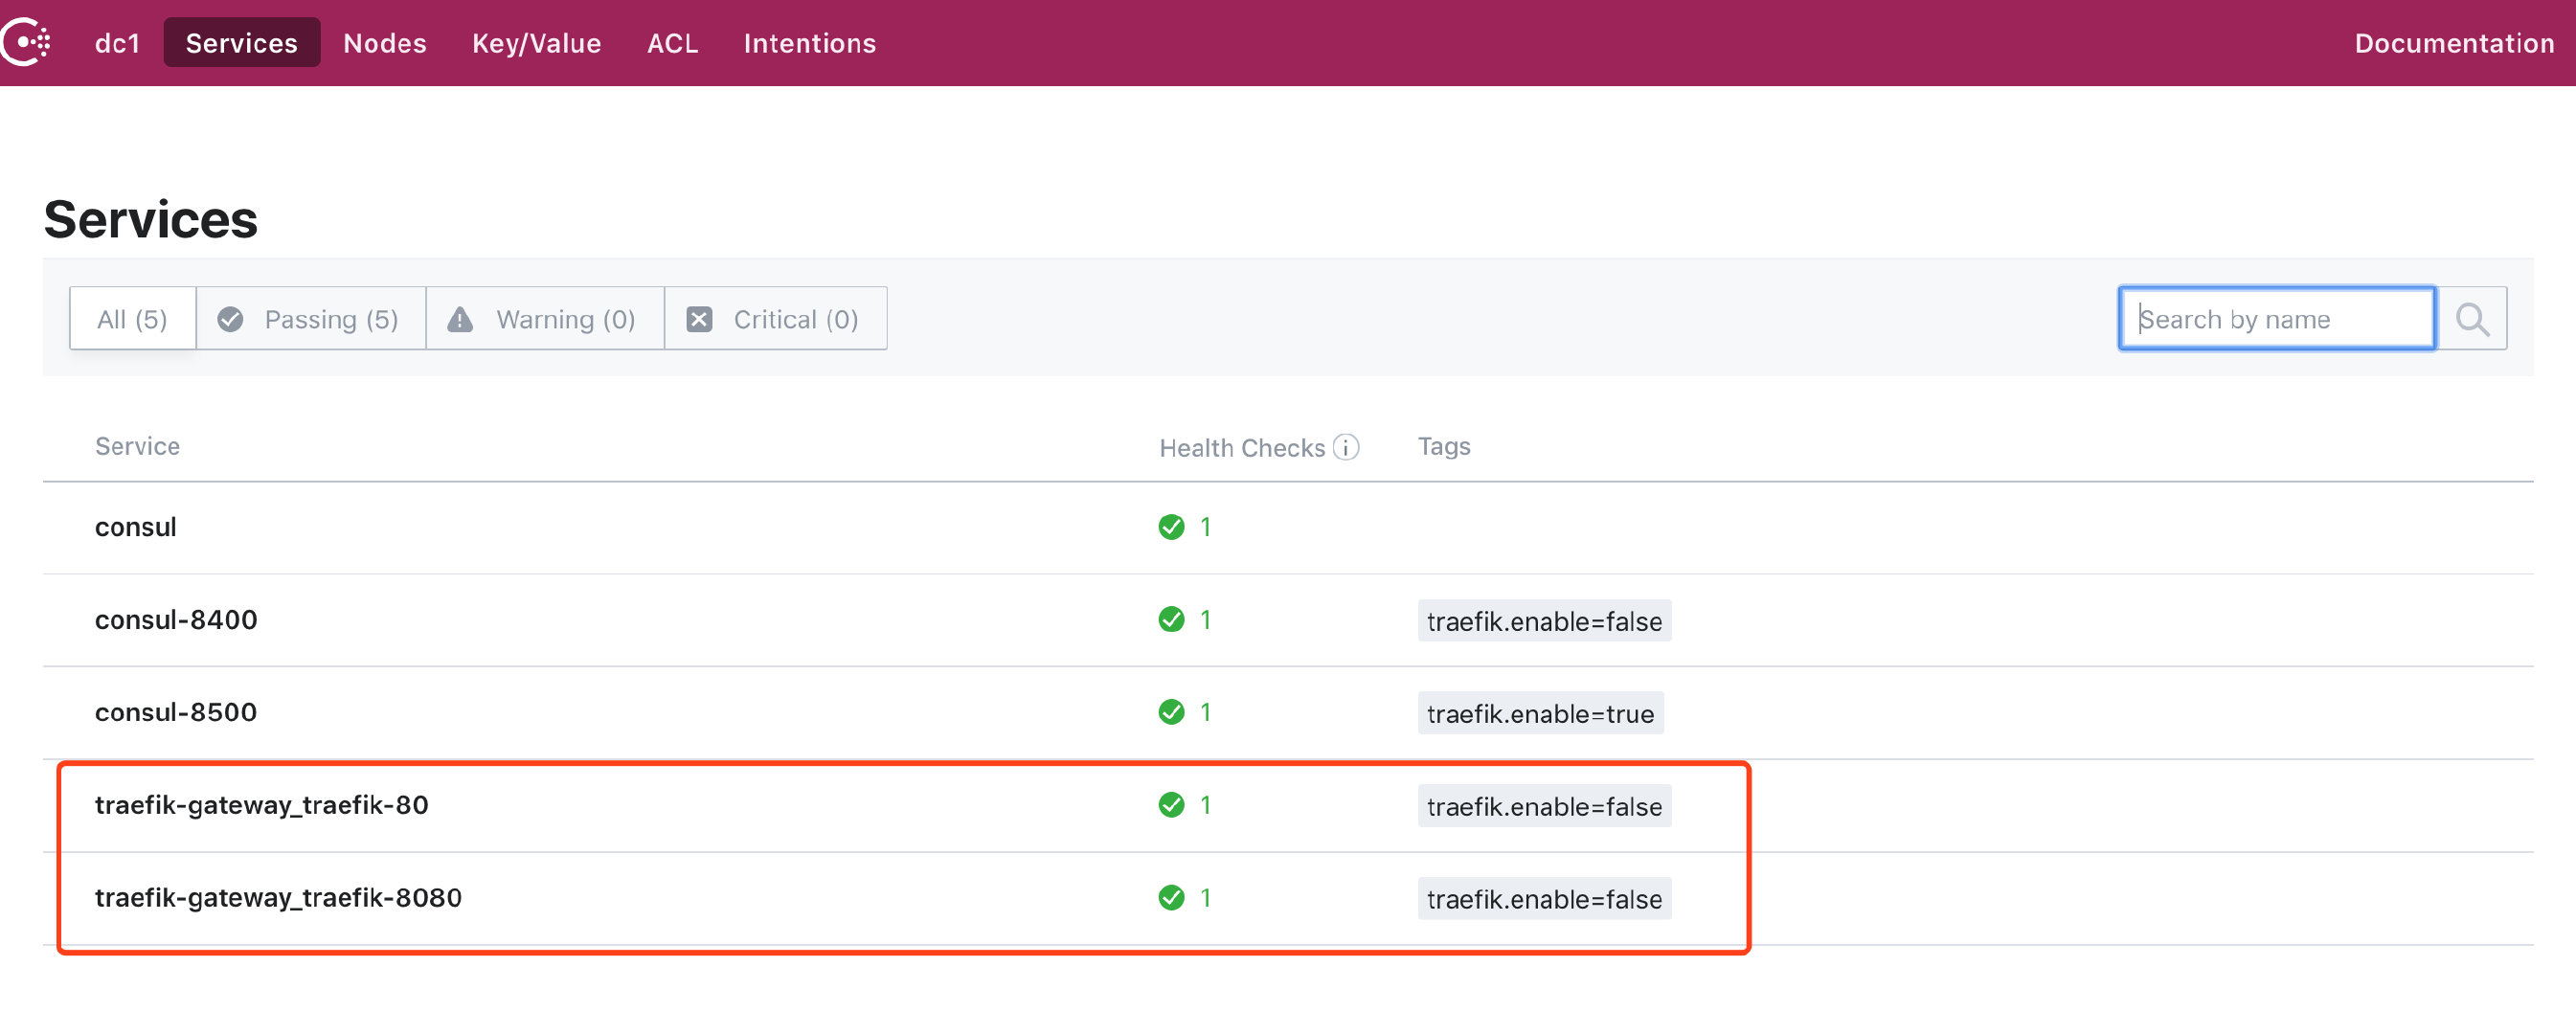 dc1 Services Nodes Key/Value ACL Intentions Documentation
Services
All (5) Passing (5) Warning (0) Critical (0) Search by name
Service Health Checks Tags
consul 1
consul-8400 1 traefik.enable=false
consul-8500 1 traefik.enable=true
traefik-gateway_traefik-80 1 traefik.enable=false
traefik-gateway_traefik-8080 1 traefik.enable=false